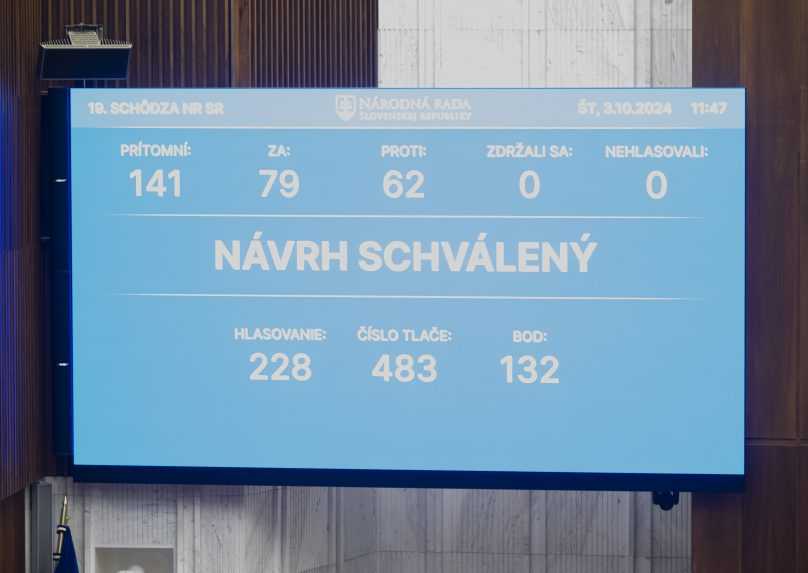 19. SCHÔDZA NR SR NÁRODNÁ RADA ŠT, 3.10.2024 11:47
SLOVENSKEJ REPUBLIKY
PRÍTOMNÍ: ZA: PROTI: ZDRŽALI SA: NEHLASOVALI:
141 79 62 0 0
NÁVRH SCHVÁLENÝ
HLASOVANIE: ČÍSLO TLAČE: BOD:
228 483 132